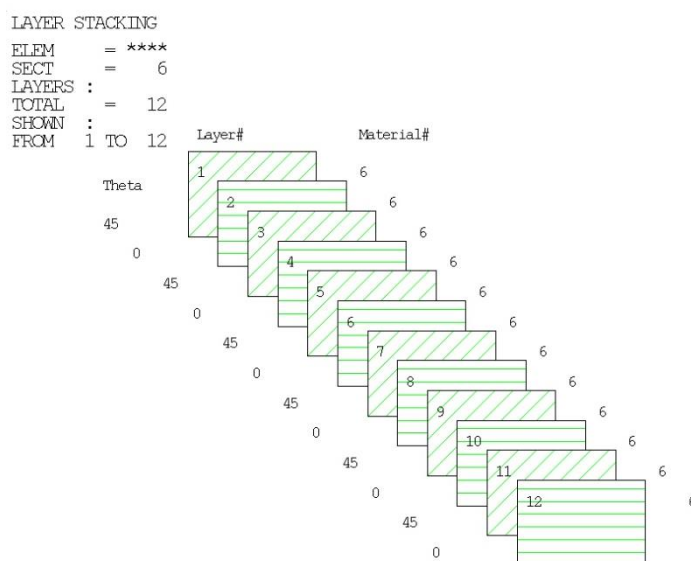 LAYER STACKING
ELEM = ****
SECT = 6
LAYERS :
TOTAL = 12
SHOWN :
FROM 1 TO 12
Layer# Material#
Theta
1 6
45 2 6
0 3 6
45 4 6
0 5 6
45 6 6
0 7 6
45 8 6
0 9 6
45 10 6
0 11 6
45 12 6
0